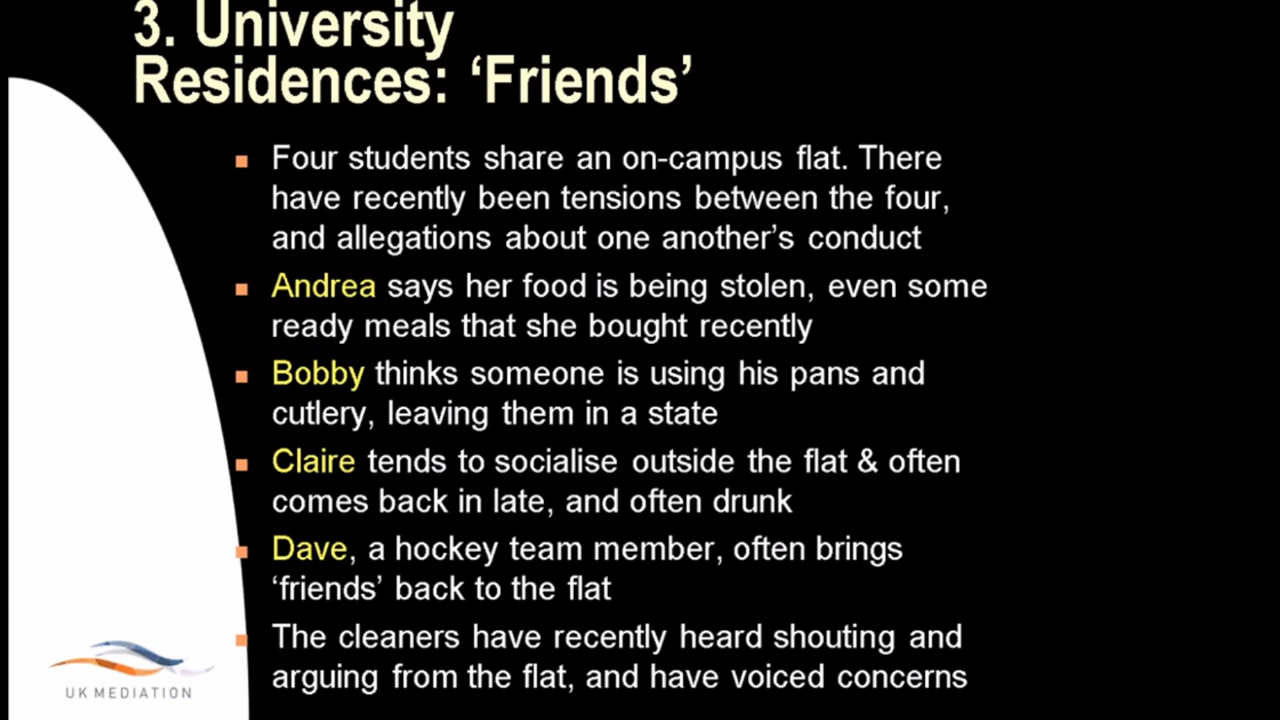 3. University
Residences: ‘Friends’
Four students share an on-campus flat. There
have recently been tensions between the four,
and allegations about one another’s conduct
Andrea says her food is being stolen, even some
ready meals that she bought recently
Bobby thinks someone is using his pans and
cutlery, leaving them in a state
Claire tends to socialise outside the flat & often
comes back in late, and often drunk
Dave, a hockey team member, often brings
‘friends’ back to the flat
The cleaners have recently heard shouting and
arguing from the flat, and have voiced concerns
UK MEDIATION